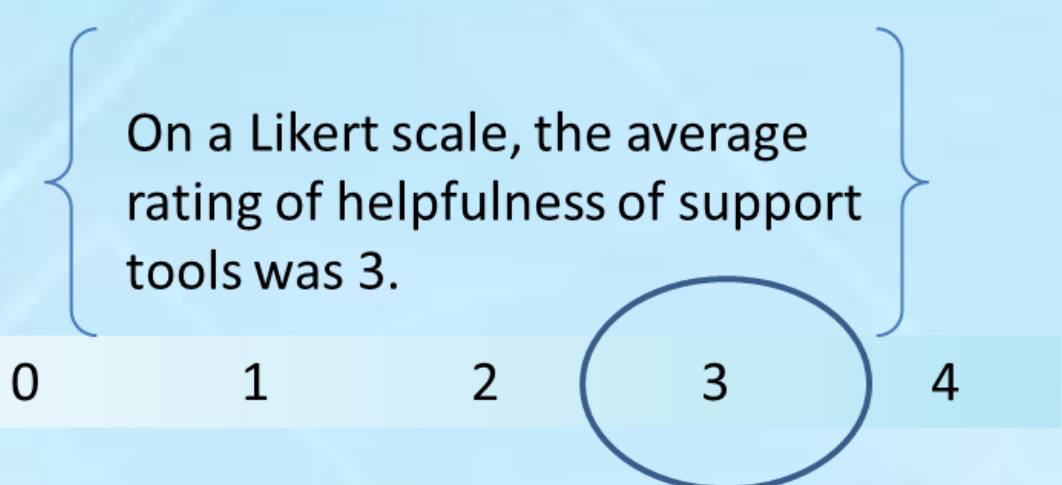 On a Likert scale, the average
rating of helpfulness of support
tools was 3.
0 1 2 3 4